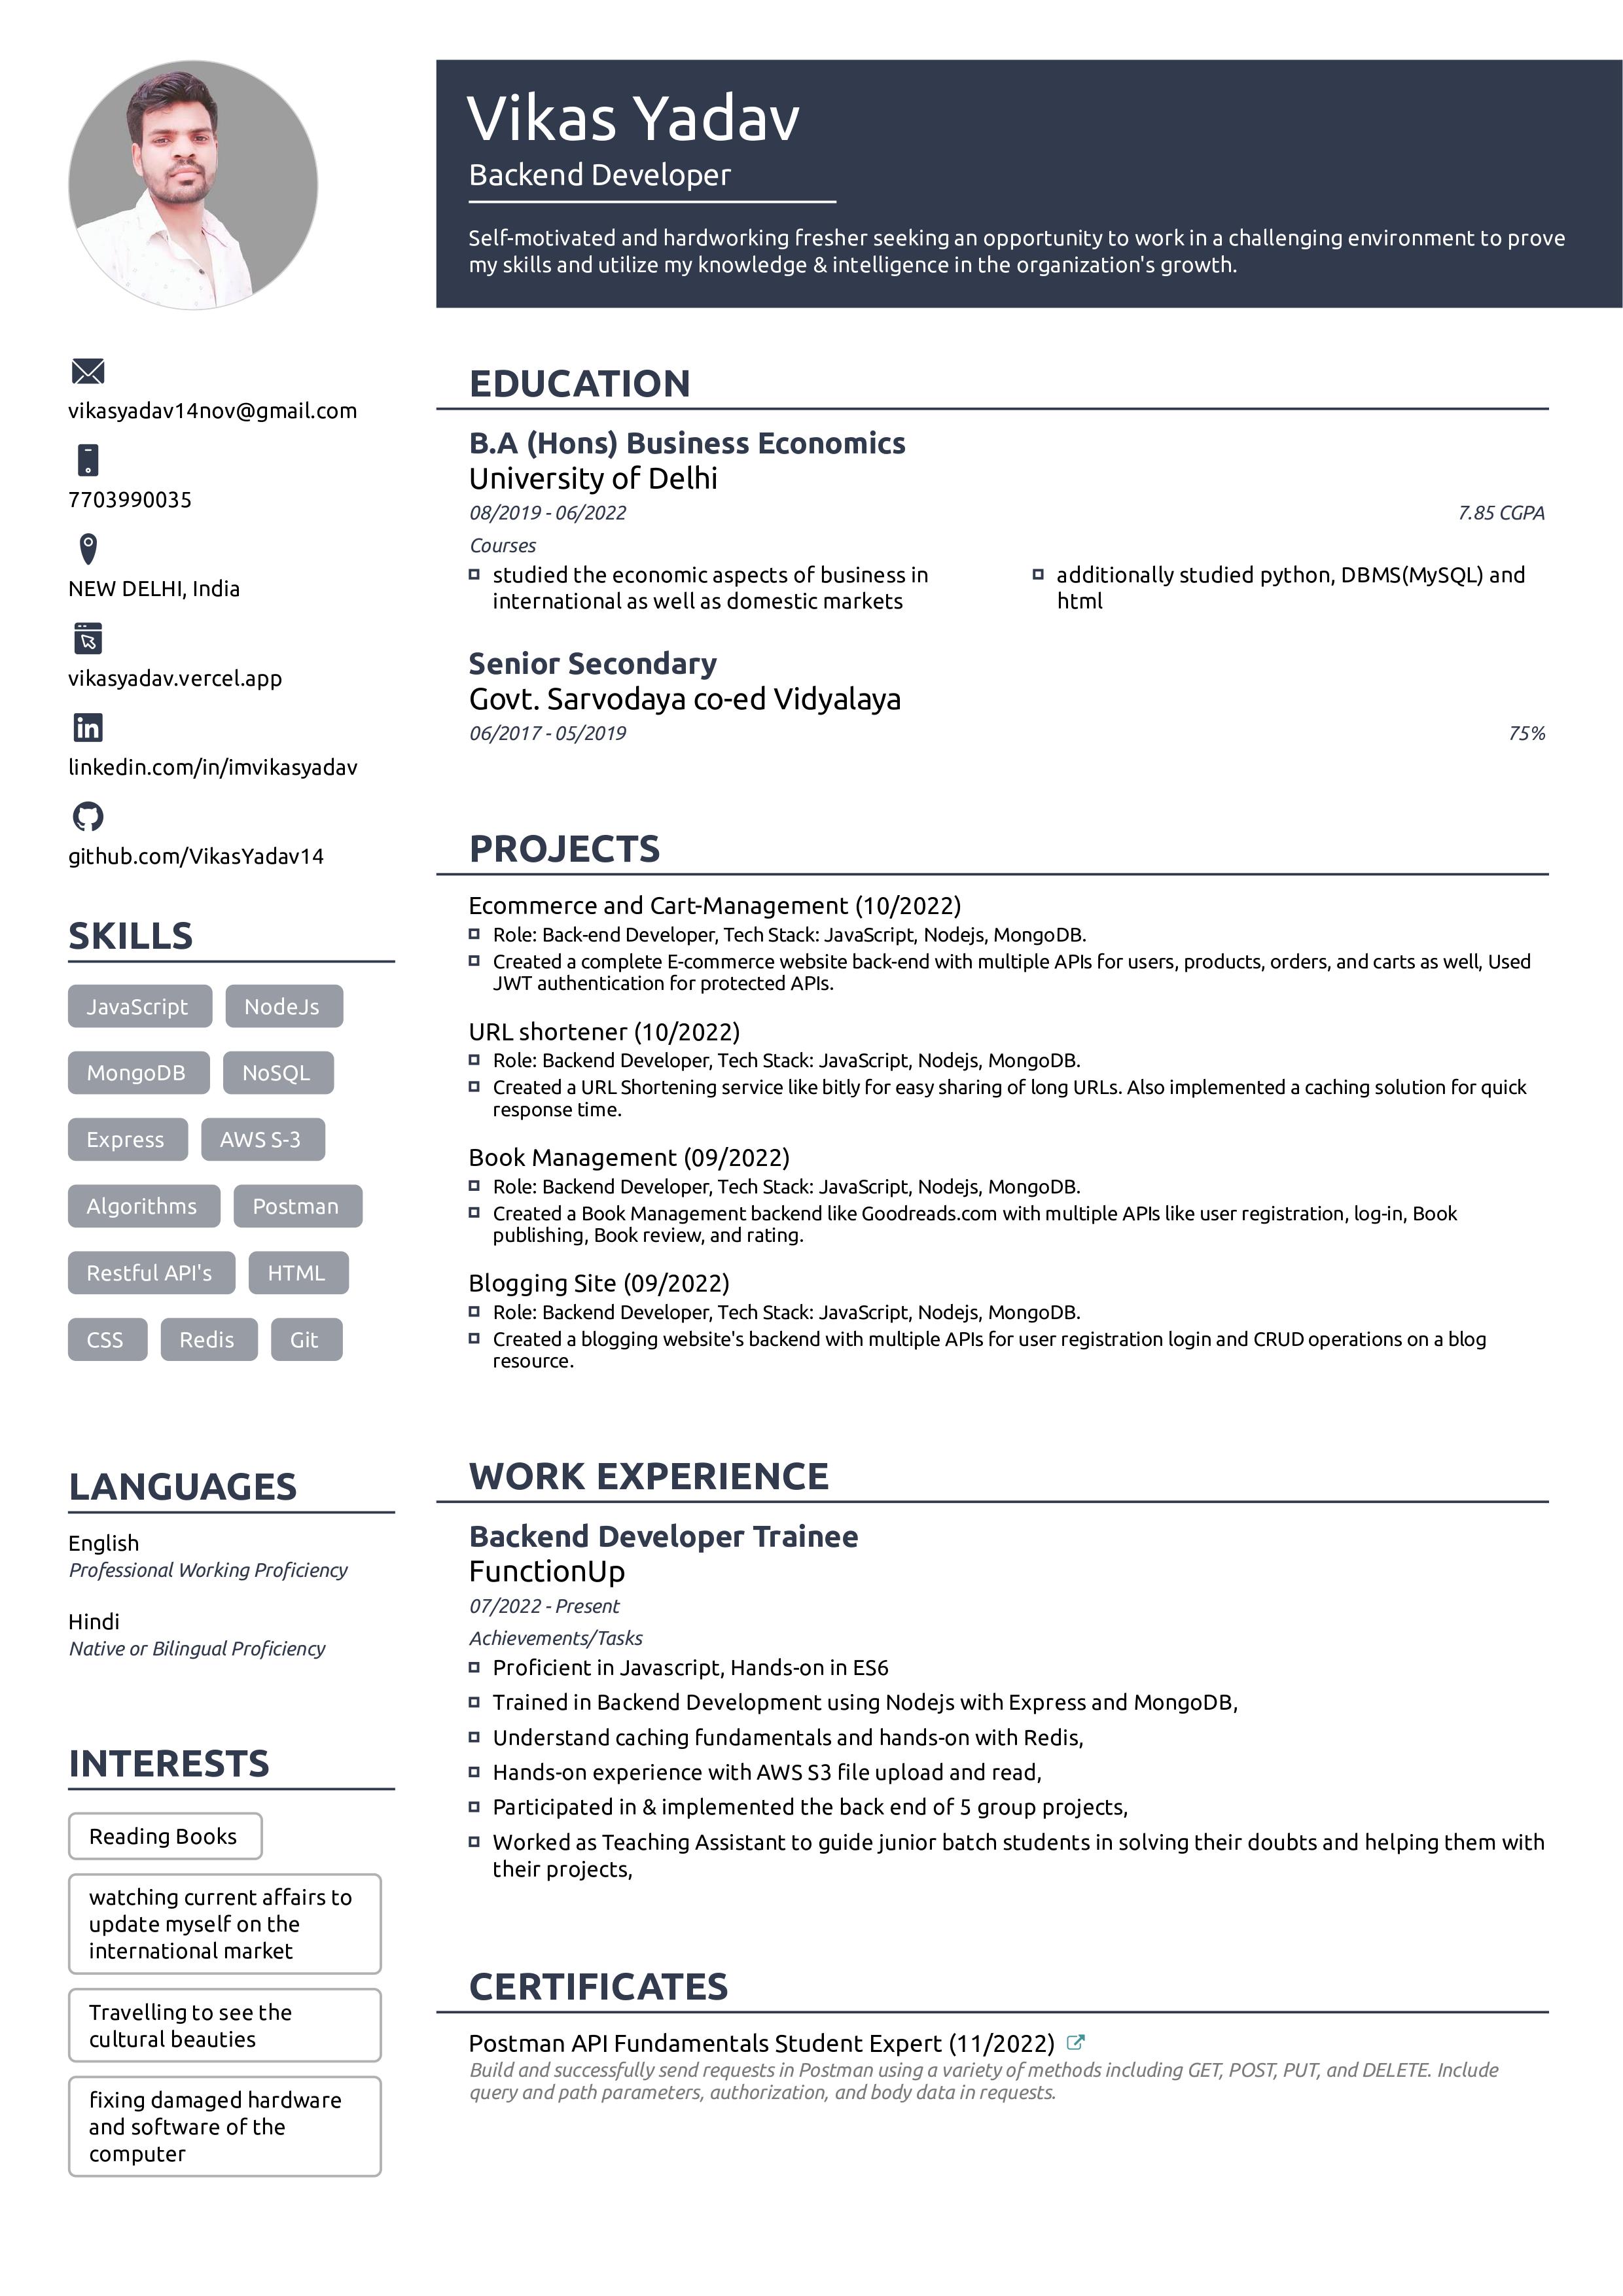 Vikas Yadav
Backend Developer
Self-motivated and hardworking fresher seeking an opportunity to work in a challenging environment to prove
my skills and utilize my knowledge & intelligence in the organization's growth.
vikasyadav14nov@gmail.com
7703990035
NEW DELHI, India
vikasyadav.vercel.app
linkedin.com/in/imvikasyadav
github.com/VikasYadav14
SKILLS
JavaScript NodeJs
MongoDB NoSQL
Express AWS S-3
Algorithms Postman
Restful API's HTML
CSS Redis Git
LANGUAGES
English
Professional Working Proficiency
Hindi
Native or Bilingual Proficiency
INTERESTS
Reading Books
watching current affairs to
update myself on the
international market
Travelling to see the
cultural beauties
fixing damaged hardware
and software of the
computer
EDUCATION
B.A (Hons) Business Economics
University of Delhi
08/2019 - 06/2022 7.85 CGPA
Courses
studied the economic aspects of business in
international as well as domestic markets
additionally studied python, DBMS(MySQL) and
html
Senior Secondary
Govt. Sarvodaya co-ed Vidyalaya
06/2017 - 05/2019 75%
PROJECTS
Ecommerce and Cart-Management (10/2022)
Role: Back-end Developer, Tech Stack: JavaScript, Nodejs, MongoDB.
Created a complete E-commerce website back-end with multiple APIs for users, products, orders, and carts as well, Used
JWT authentication for protected APIs.
URL shortener (10/2022)
Role: Backend Developer, Tech Stack: JavaScript, Nodejs, MongoDB.
Created a URL Shortening service like bitly for easy sharing of long URLs. Also implemented a caching solution for quick
response time.
Book Management (09/2022)
Role: Backend Developer, Tech Stack: JavaScript, Nodejs, MongoDB.
Created a Book Management backend like Goodreads.com with multiple APIs like user registration, log-in, Book
publishing, Book review, and rating.
Blogging Site (09/2022)
Role: Backend Developer, Tech Stack: JavaScript, Nodejs, MongoDB.
Created a blogging website's backend with multiple APIs for user registration login and CRUD operations on a blog
resource.
WORK EXPERIENCE
Backend Developer Trainee
FunctionUp
07/2022 - Present
Achievements/Tasks
Proficient in Javascript, Hands-on in ES6
Trained in Backend Development using Nodejs with Express and MongoDB,
Understand caching fundamentals and hands-on with Redis,
Hands-on experience with AWS S3 file upload and read,
Participated in & implemented the back end of 5 group projects,
Worked as Teaching Assistant to guide junior batch students in solving their doubts and helping them with
their projects,
CERTIFICATES
Postman API Fundamentals Student Expert (11/2022)
Build and successfully send requests in Postman using a variety of methods including GET, POST, PUT, and DELETE. Include
query and path parameters, authorization, and body data in requests.